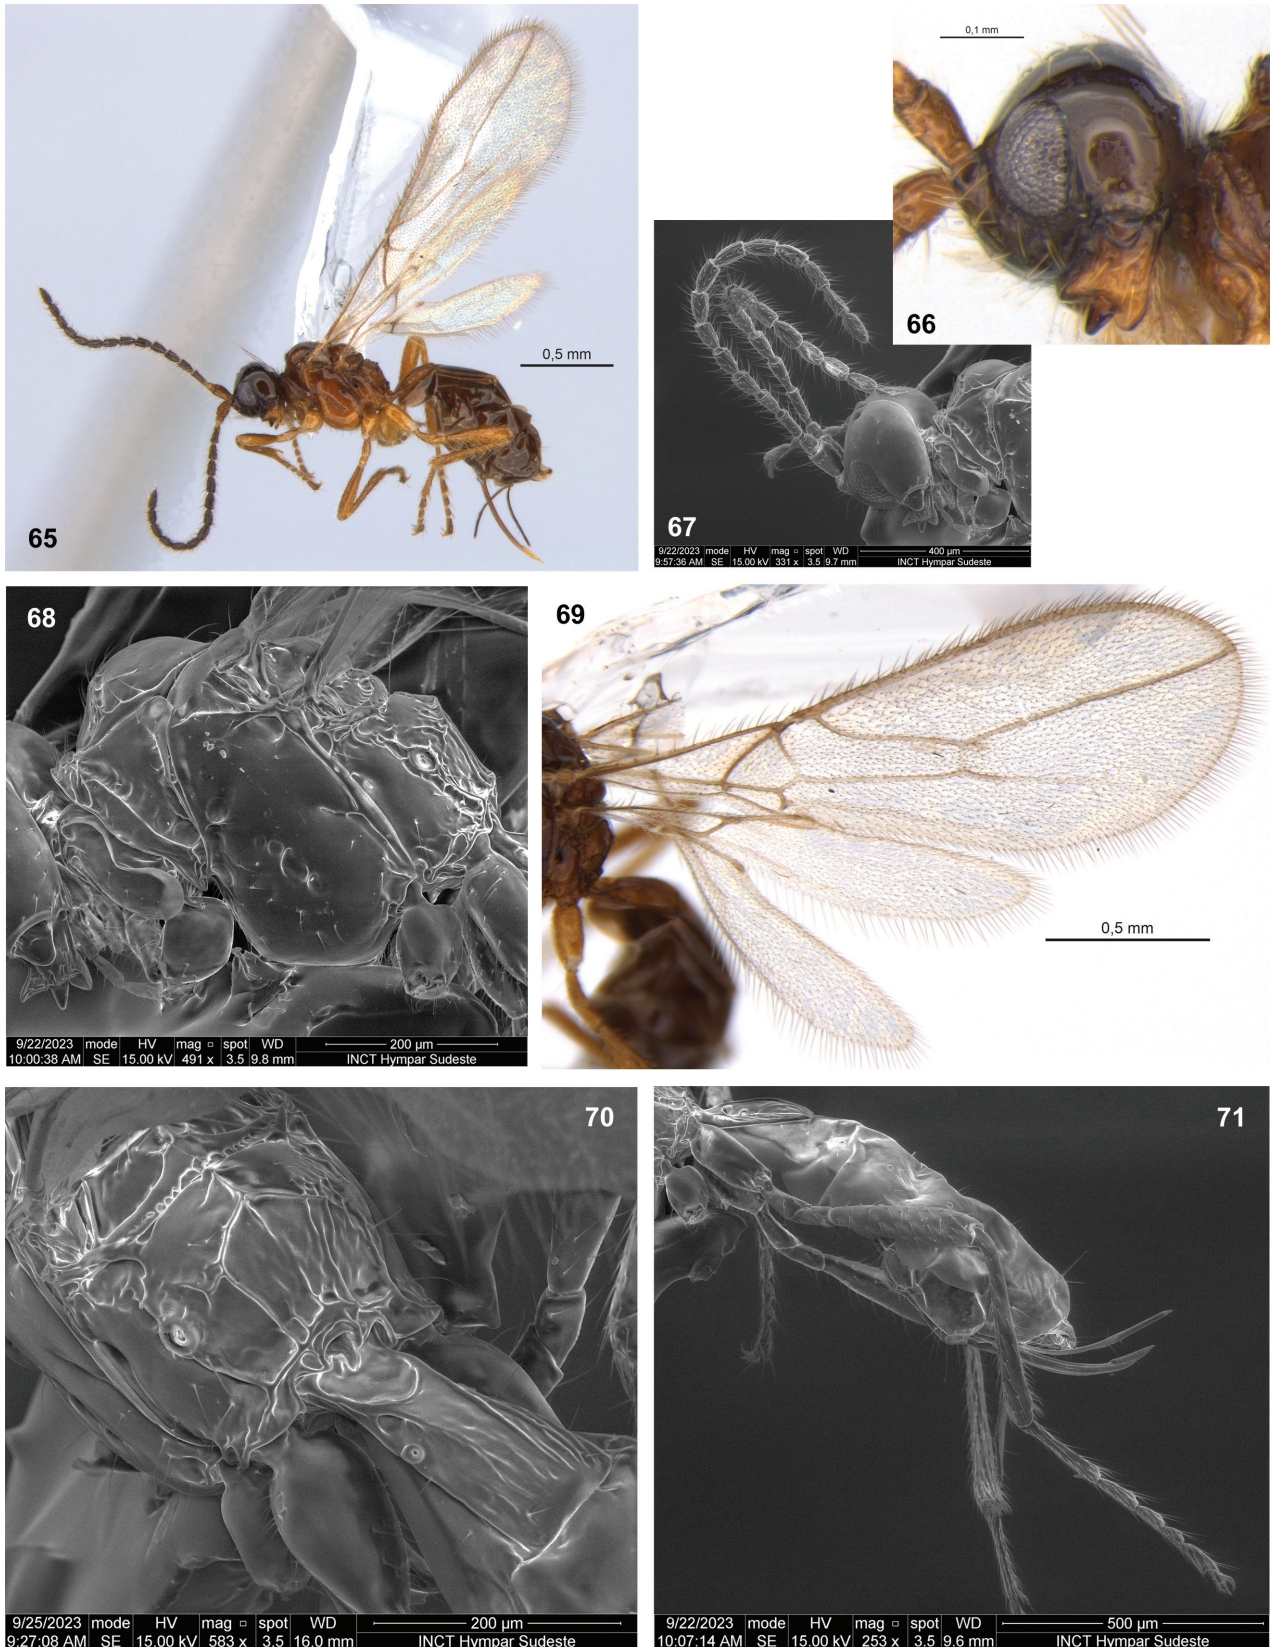 65
0,5 mm
0,1 mm
66
67
9/22/2023 mode HV mag □ spot WD 400 µm
9:57:36 AM SE 15.00 kV 331 x 3.5 9.7 mm INCT Hympar Sudeste
68
9/22/2023 mode HV mag □ spot WD 200 µm
10:00:38 AM SE 15.00 kV 491 x 3.5 9.8 mm INCT Hympar Sudeste
69
0,5 mm
70
9/25/2023 mode HV mag □ spot WD 200 µm
9:27:08 AM SE 15.00 kV 583 x 3.5 16.0 mm INCT Hympar Sudeste
71
9/22/2023 mode HV mag □ spot WD 500 µm
10:07:14 AM SE 15.00 kV 253 x 3.5 9.6 mm INCT Hympar Sudeste